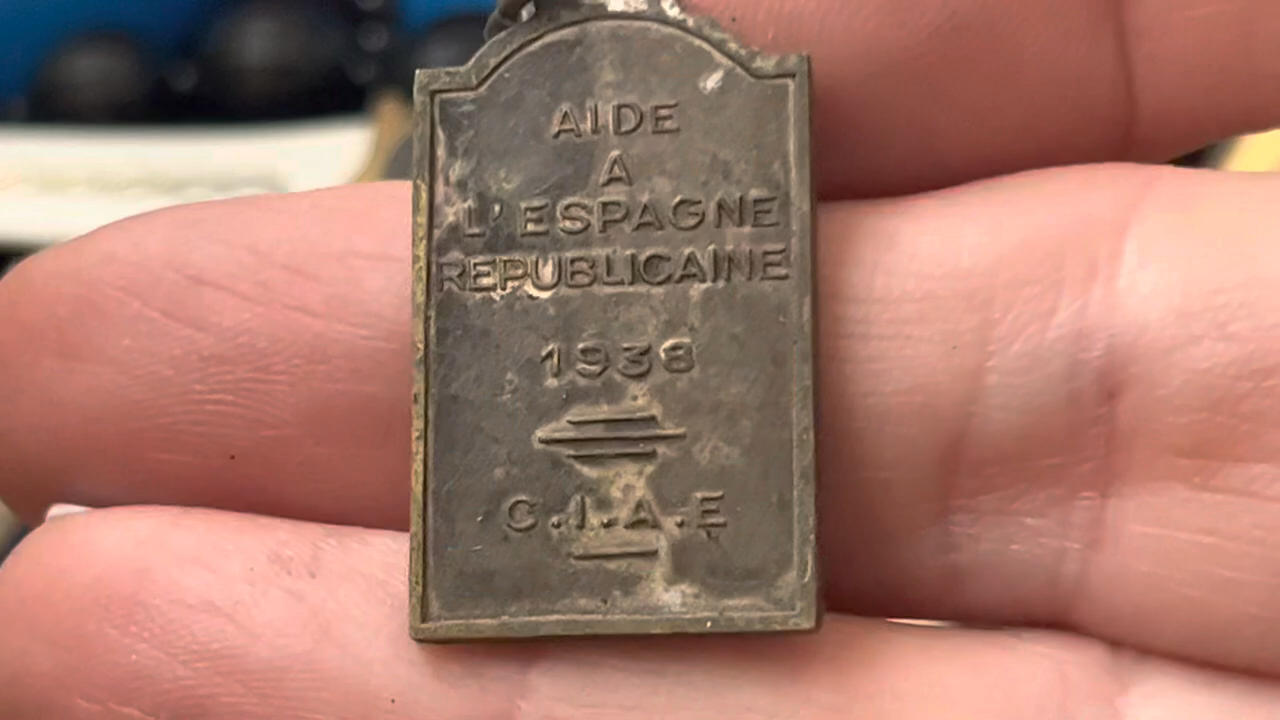 AIDE
A
L'ESPAGNE
REPUBLICAINE
1938
C.I.A.E